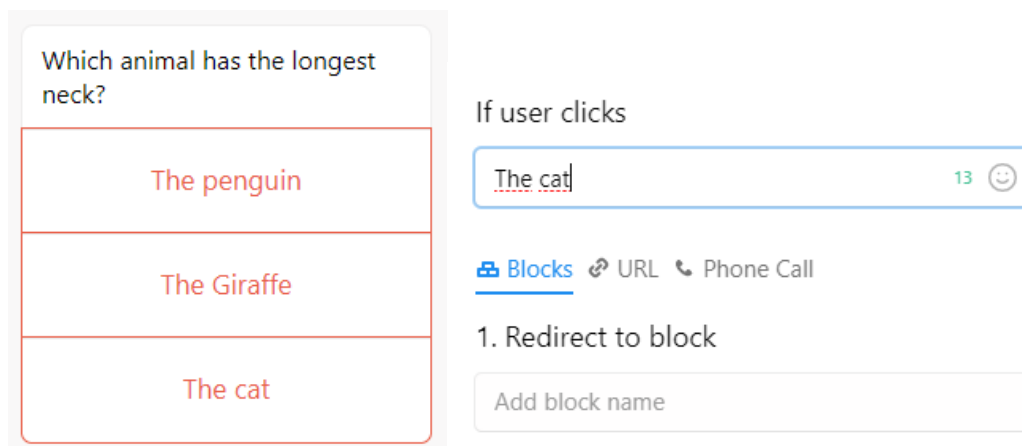 Which animal has the longest
neck?
The penguin
The Giraffe
The cat
If user clicks
The cat
13
Blocks URL Phone Call
1. Redirect to block
Add block name